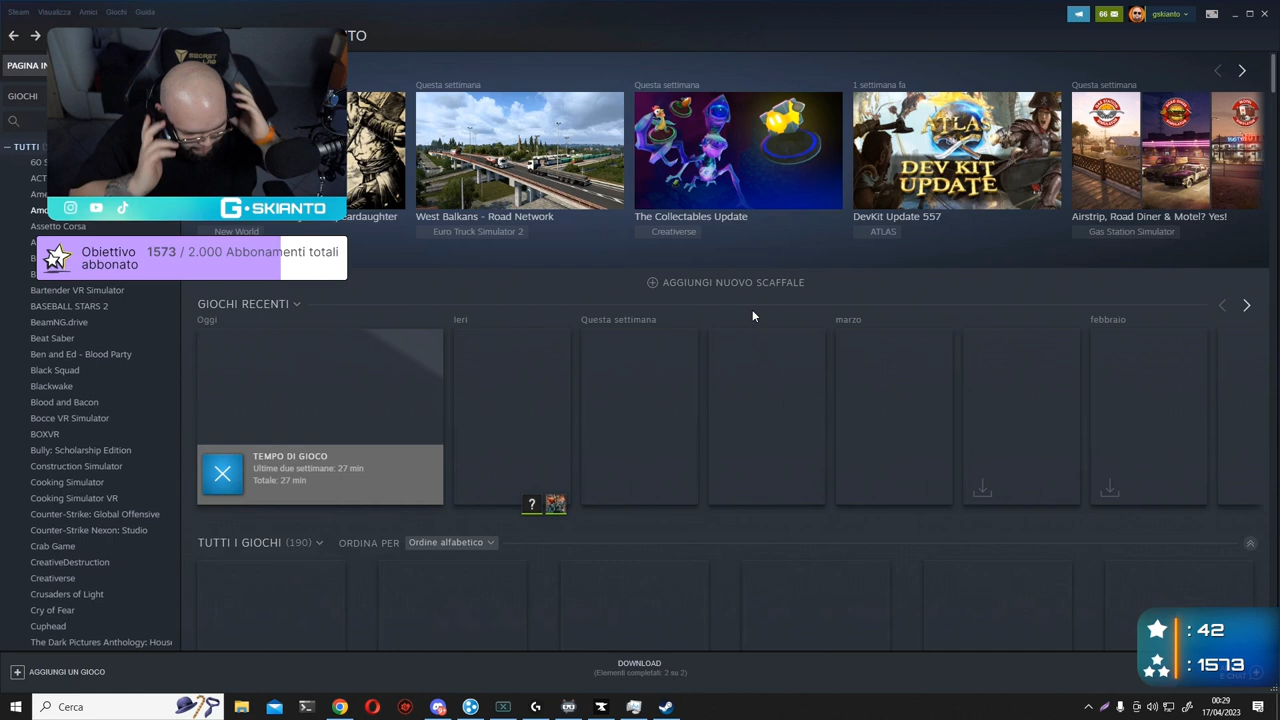 Steam Visualizza Amici Giochi Guida
66 gskianto
PAGINA IN
SECRET LAB
Questa settimana Questa settimana 1 settimana fa Questa settimana
GIOCHI
ATLAS
DEV KIT UPDATE
TUTTI
G·SKIANTO
West Balkans - Road Network The Collectables Update DevKit Update 557 Airstrip, Road Diner & Motel? Yes!
New World Euro Truck Simulator 2 Creativerse ATLAS Gas Station Simulator
Assetto Corsa
Obiettivo abbonato 1573 / 2.000 Abbonamenti totali
AGGIUNGI NUOVO SCAFFALE
GIOCHI RECENTI
Oggi Ieri Questa settimana marzo febbraio
Bartender VR Simulator
BASEBALL STARS 2
BeamNG.drive
Beat Saber
Ben and Ed - Blood Party
Black Squad
Blackwake
Blood and Bacon
Bocce VR Simulator
BOXVR
Bully: Scholarship Edition
Construction Simulator
Cooking Simulator
Cooking Simulator VR
Counter-Strike: Global Offensive
Counter-Strike Nexon: Studio
Crab Game
CreativeDestruction
Creativerse
Crusaders of Light
Cry of Fear
Cuphead
The Dark Pictures Anthology: House
TEMPO DI GIOCO
Ultime due settimane: 27 min
Totale: 27 min
?
TUTTI I GIOCHI (190) ORDINA PER Ordine alfabetico
: 42
: 1573
E CHAT
AGGIUNGI UN GIOCO
DOWNLOAD
(Elementi completati: 2 su 2)
Cerca
00:29
17/04/2023